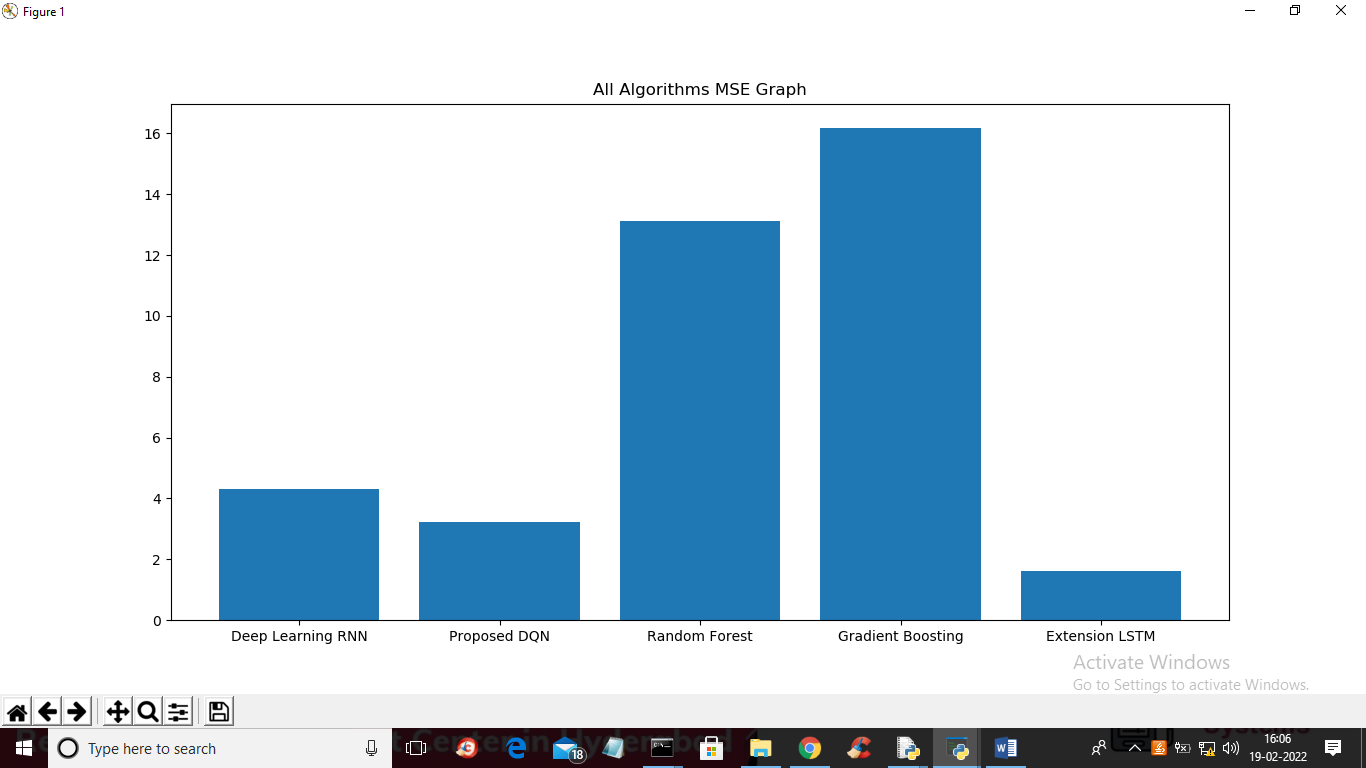 Figure 1
All Algorithms MSE Graph
16
14
12
10
8
6
4
2
0
Deep Learning RNN Proposed DQN Random Forest Gradient Boosting Extension LSTM
Activate Windows
Go to Settings to activate Windows.
Type here to search
18
16:06
19-02-2022